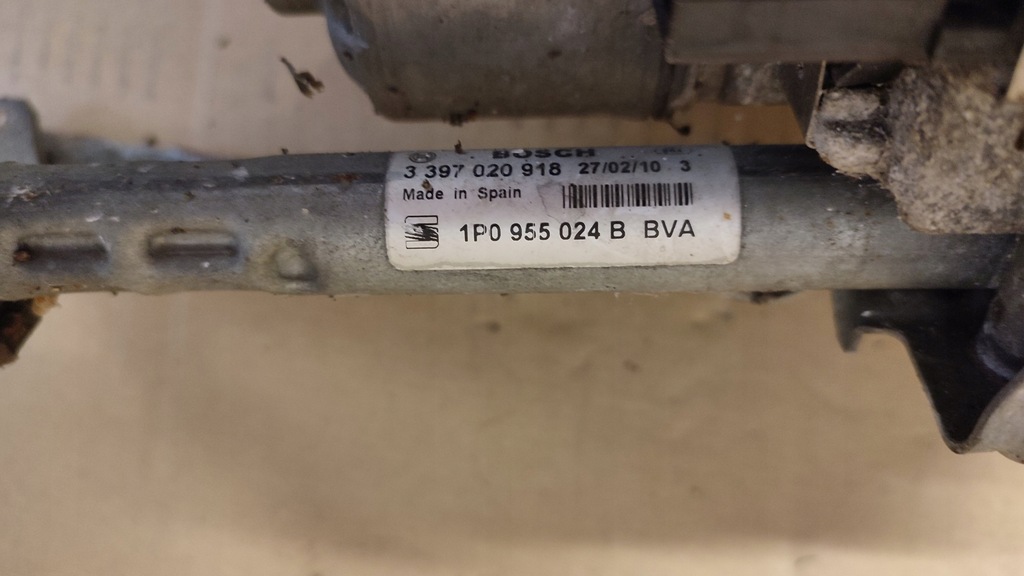 BOSCH
3 397 020 918 27/02/10 3
Made in Spain
1P0 955 024 B BVA